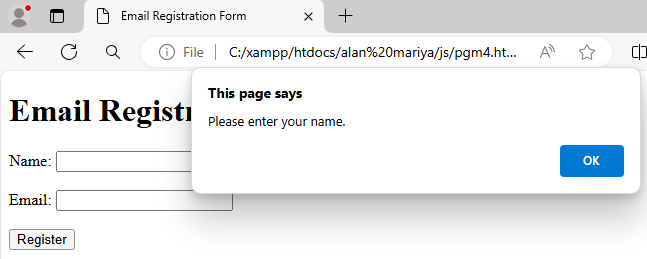 Email Registration Form
File
C:/xampp/htdocs/alan%20mariya/js/pgm4.ht...
This page says
Please enter your name.
OK
Email Registr
Name:
Email:
Register